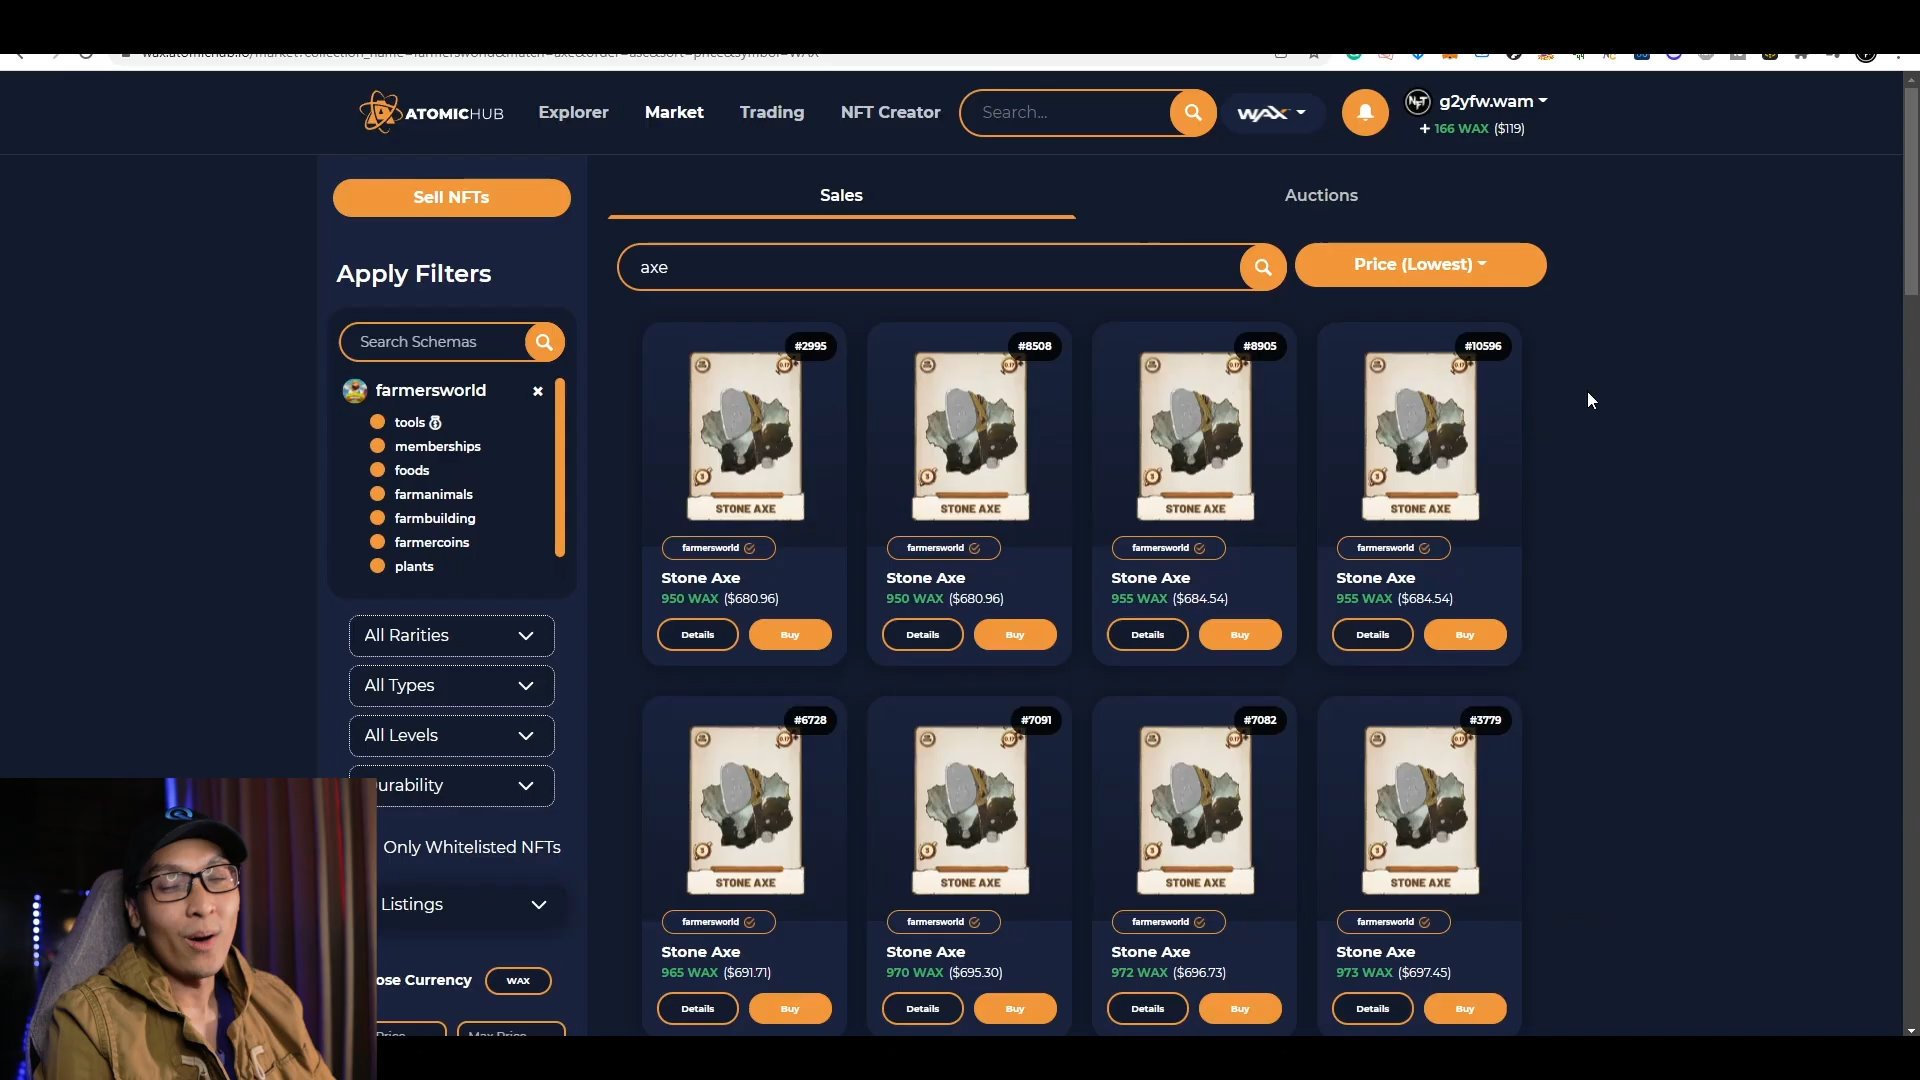 ATOMICHUB
Explorer
Market
Trading
NFT Creator
Search...
WAX
g2yfw.wam
+ 166 WAX ($119)
Sell NFTs
Sales
Auctions
Apply Filters
axe
Price (Lowest)
Search Schemas
farmersworld
tools
memberships
foods
farmanimals
farmbuilding
farmercoins
plants
All Rarities
All Types
All Levels
urability
Only Whitelisted NFTs
Listings
ose Currency
WAX
Max Price
#2995
#8508
#8905
#10596
STONE AXE
STONE AXE
STONE AXE
STONE AXE
farmersworld
farmersworld
farmersworld
farmersworld
Stone Axe
Stone Axe
Stone Axe
Stone Axe
950 WAX ($680.96)
950 WAX ($680.96)
955 WAX ($684.54)
955 WAX ($684.54)
Details
Buy
Details
Buy
Details
Buy
Details
Buy
#6728
#7091
#7082
#3779
STONE AXE
STONE AXE
STONE AXE
STONE AXE
farmersworld
farmersworld
farmersworld
farmersworld
Stone Axe
Stone Axe
Stone Axe
Stone Axe
965 WAX ($691.71)
970 WAX ($695.30)
972 WAX ($696.73)
973 WAX ($697.45)
Details
Buy
Details
Buy
Details
Buy
Details
Buy